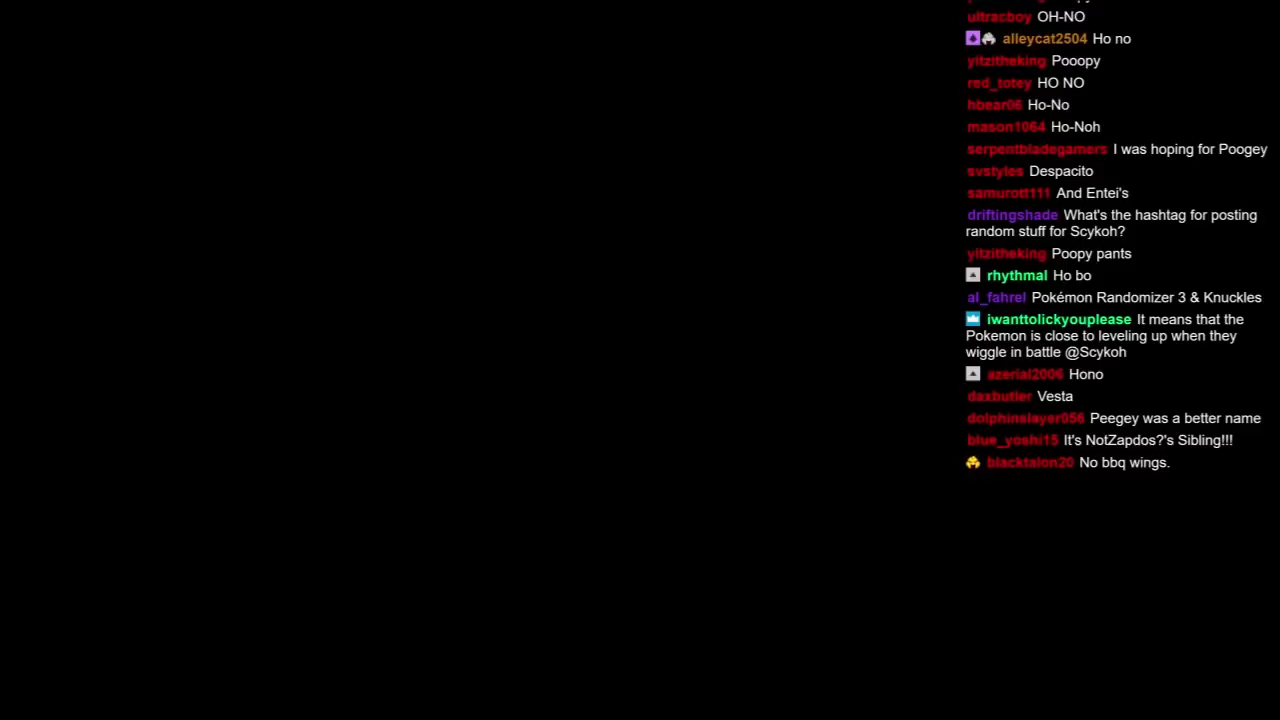 ultracboy OH-NO
alleycat2504 Ho no
yitzitheking Pooopy
red_totey HO NO
hbear06 Ho-No
mason1064 Ho-Noh
serpentbladegamers I was hoping for Poogey
svstyles Despacito
samurott111 And Entei's
driftingshade What's the hashtag for posting
random stuff for Scykoh?
yitzitheking Poopy pants
rhythmal Ho bo
al_fahrel Pokémon Randomizer 3 & Knuckles
iwanttolickyouplease It means that the
Pokemon is close to leveling up when they
wiggle in battle @Scykoh
azerial2006 Hono
daxbutler Vesta
dolphinslayer056 Peegey was a better name
blue_yoshi15 It's NotZapdos?'s Sibling!!!
blacktalon20 No bbq wings.